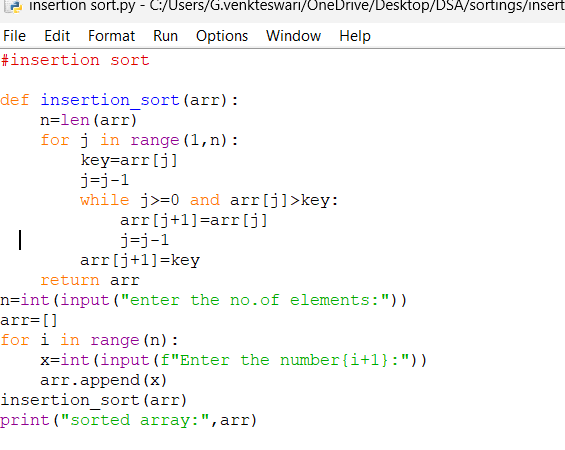 insertion sort.py - C:/Users/G.venkteswari/OneDrive/Desktop/DSA/sortings/insert
File Edit Format Run Options Window Help
#insertion sort
def insertion_sort(arr):
    n=len(arr)
    for j in range(1,n):
        key=arr[j]
        j=j-1
        while j>=0 and arr[j]>key:
            arr[j+1]=arr[j]
            j=j-1
        arr[j+1]=key
    return arr
n=int(input("enter the no.of elements:"))
arr=[]
for i in range(n):
    x=int(input(f"Enter the number{i+1}:"))
    arr.append(x)
insertion_sort(arr)
print("sorted array:",arr)